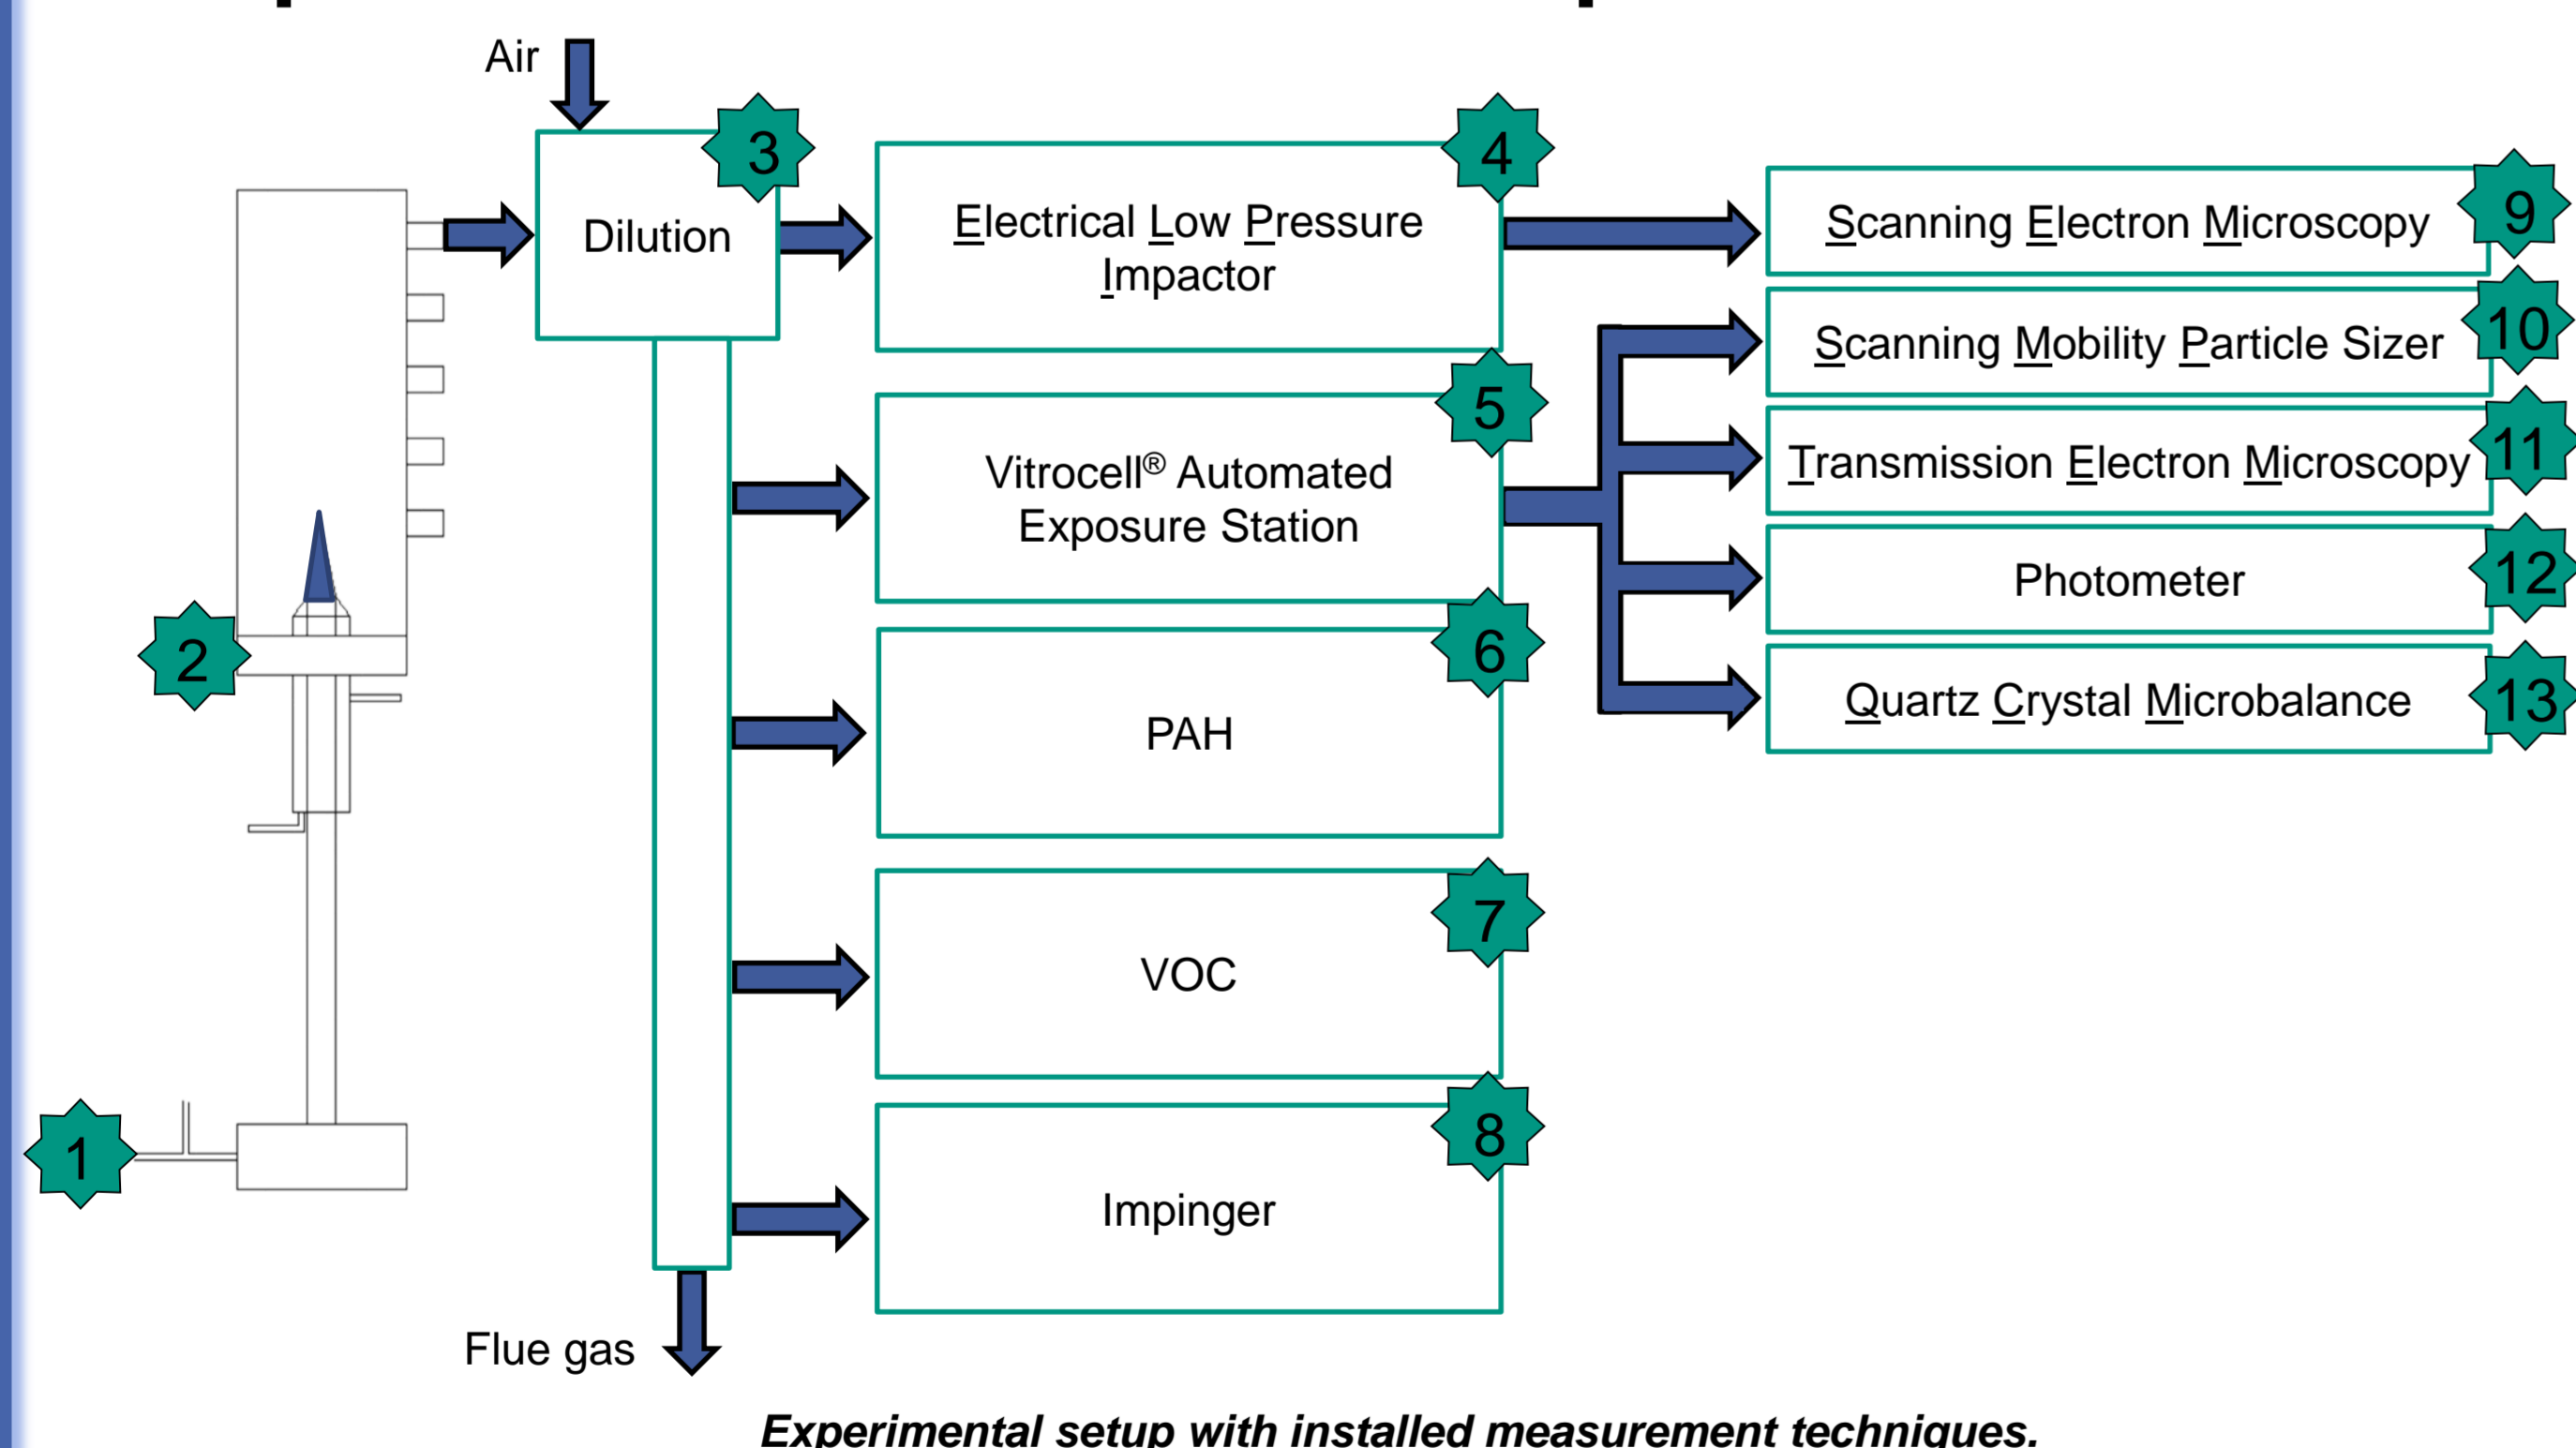 Air
3
Dilution
4
Electrical Low Pressure
Impactor
9
Scanning Electron Microscopy
10
Scanning Mobility Particle Sizer
5
Vitrocell® Automated
Exposure Station
11
Transmission Electron Microscopy
12
Photometer
2
6
PAH
13
Quartz Crystal Microbalance
7
VOC
1
8
Impinger
Flue gas
Experimental setup with installed measurement techniques.